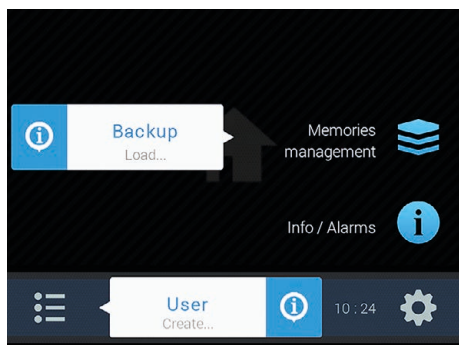 Backup
Load...
Memories
management
Info / Alarms
User
Create...
10 : 24